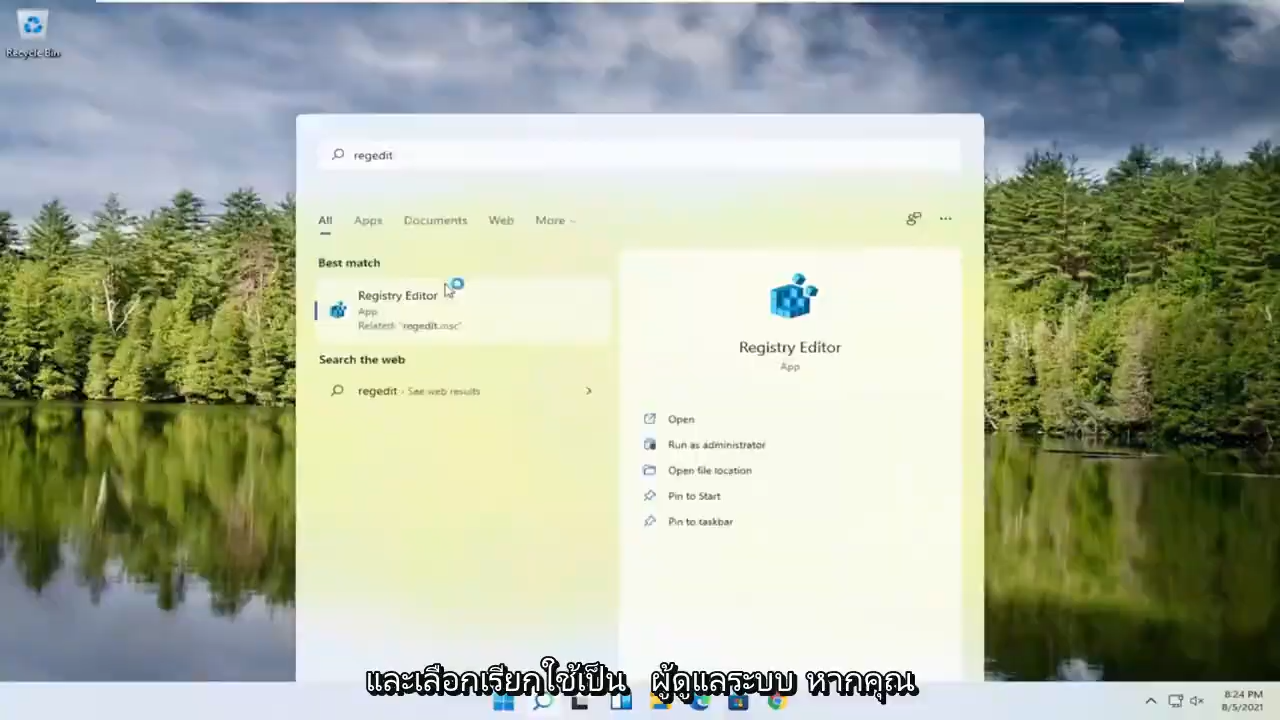 Recycle Bin
regedit
All Apps Documents Web More
Best match
Registry Editor
App
Related: "regedit.msc"
Search the web
regedit - See web results
Registry Editor
App
Open
Run as administrator
Open file location
Pin to Start
Pin to taskbar
และเลือกเรียกใช้เป็น ผู้ดูแลระบบ หากคุณ
8:24 PM
8/5/2021